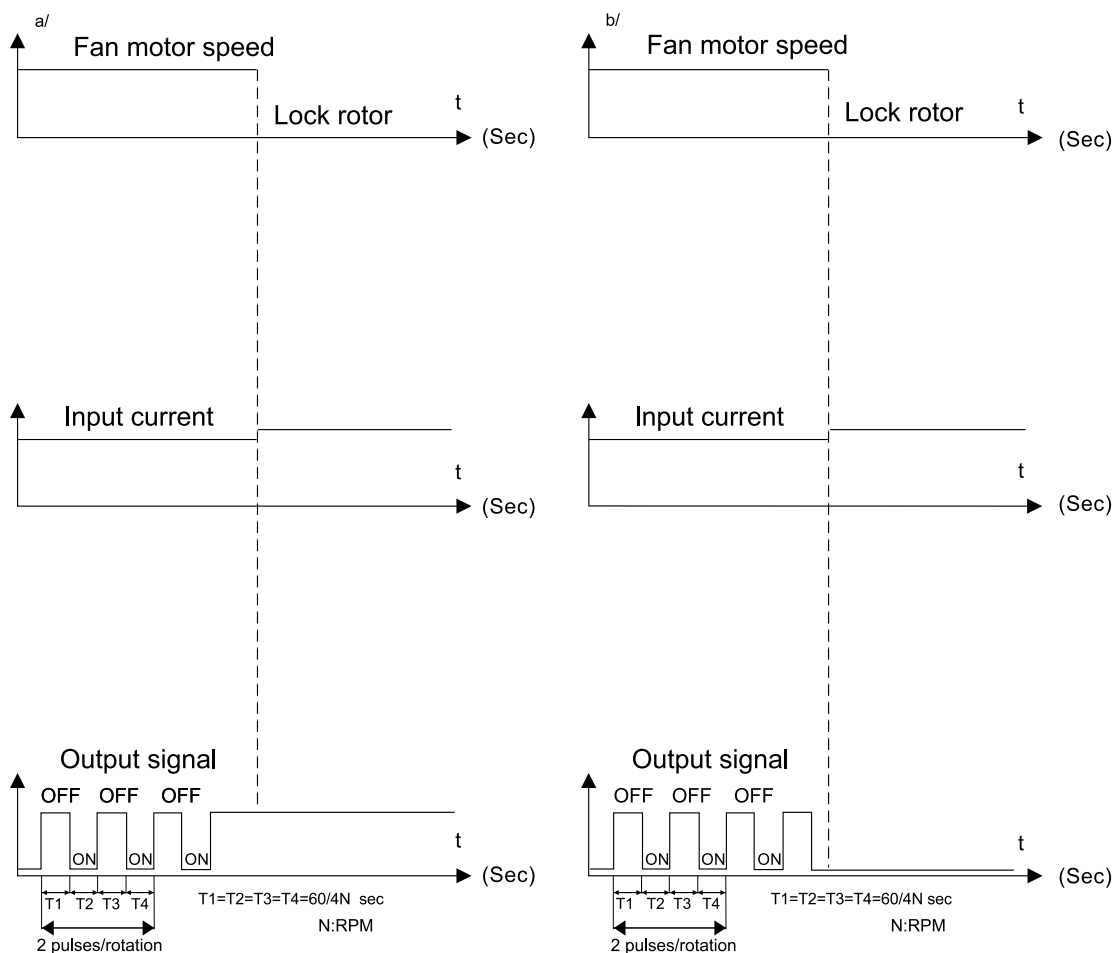 a/
Fan motor speed
Lock rotor
t
(Sec)
Input current
t
(Sec)
Output signal
OFF OFF OFF
ON ON ON
t
(Sec)
T1 T2 T3 T4
T1=T2=T3=T4=60/4N sec
N:RPM
2 pulses/rotation
b/
Fan motor speed
Lock rotor
t
(Sec)
Input current
t
(Sec)
Output signal
OFF OFF OFF
ON ON ON
t
(Sec)
T1 T2 T3 T4
T1=T2=T3=T4=60/4N sec
N:RPM
2 pulses/rotation